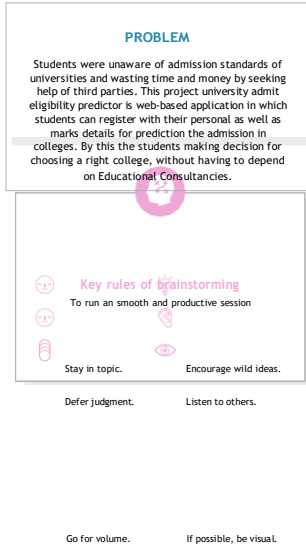 PROBLEM
Students were unaware of admission standards of
universities and wasting time and money by seeking
help of third parties. This project university admit
eligibility predictor is web-based application in which
students can register with their personal as well as
marks details for prediction the admission in
colleges. By this the students making decision for
choosing a right college, without having to depend
on Educational Consultancies.
Key rules of brainstorming
To run an smooth and productive session
Stay in topic. Encourage wild ideas.
Defer judgment. Listen to others.
Go for volume. If possible, be visual.